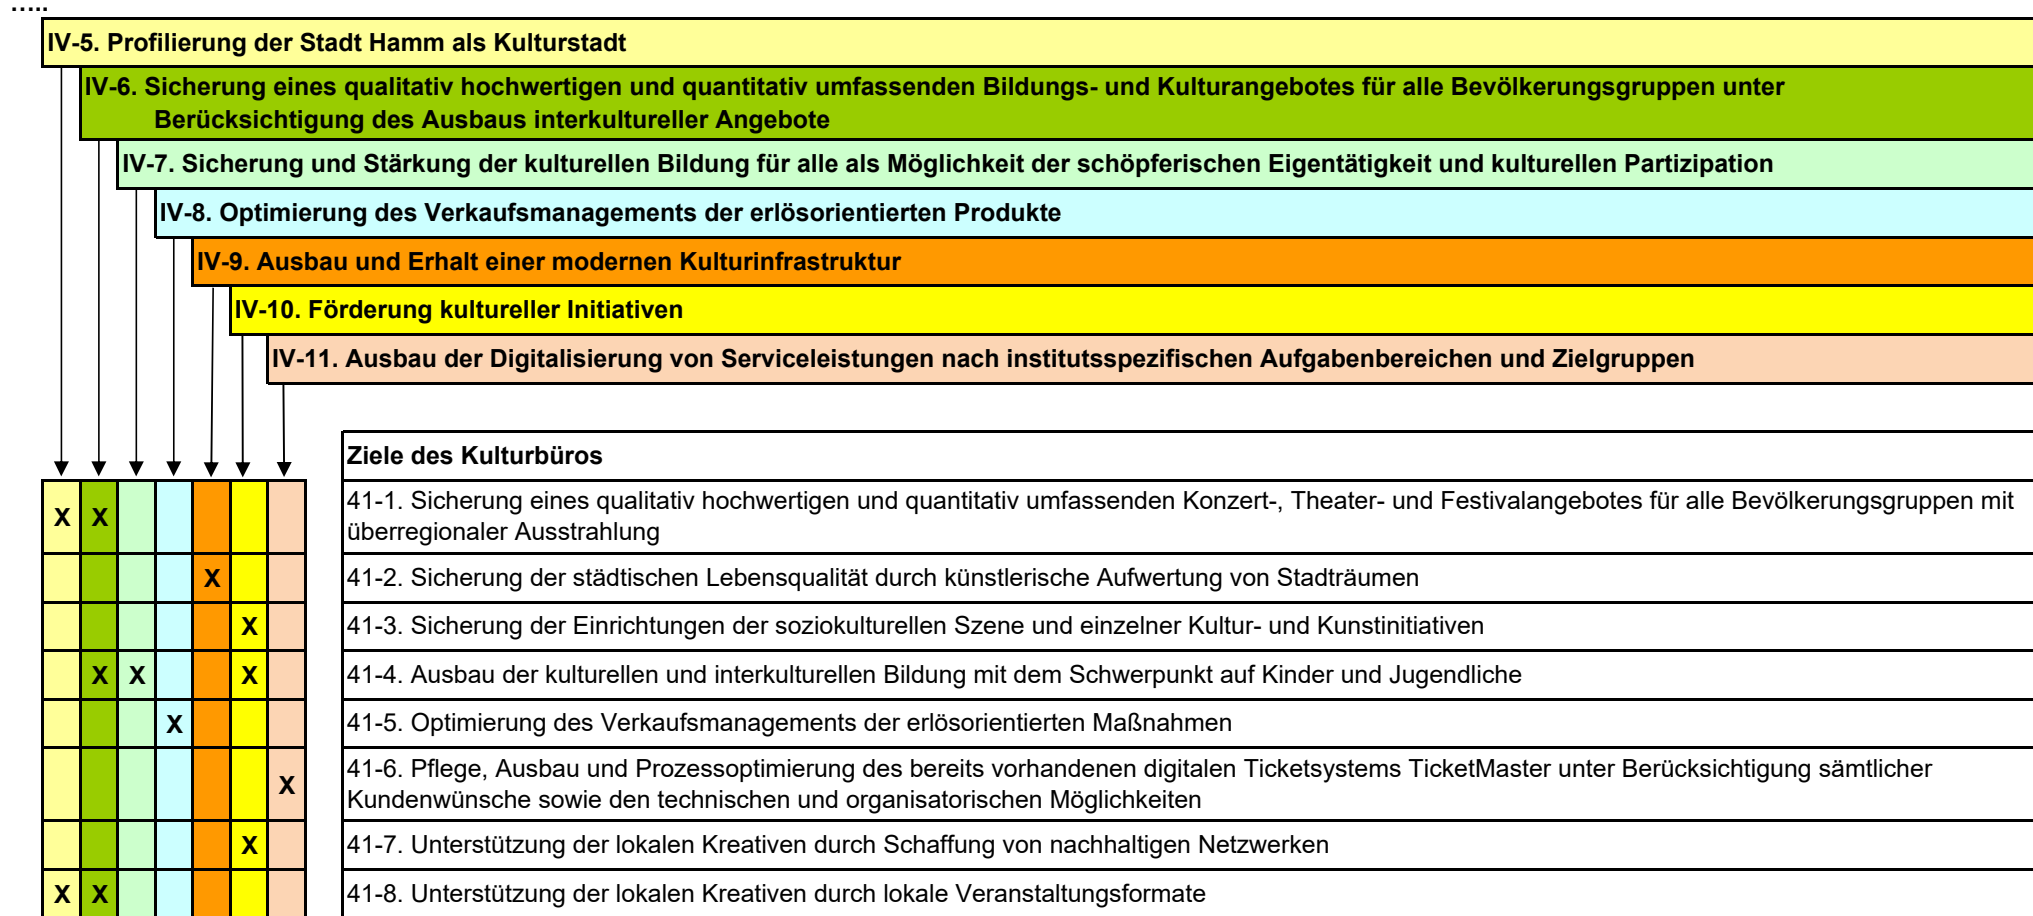 .....
IV-5. Profilierung der Stadt Hamm als Kulturstadt
IV-6. Sicherung eines qualitativ hochwertigen und quantitativ umfassenden Bildungs- und Kulturangebotes für alle Bevölkerungsgruppen unter
Berücksichtigung des Ausbaus interkultureller Angebote
IV-7. Sicherung und Stärkung der kulturellen Bildung für alle als Möglichkeit der schöpferischen Eigentätigkeit und kulturellen Partizipation
IV-8. Optimierung des Verkaufsmanagements der erlösorientierten Produkte
IV-9. Ausbau und Erhalt einer modernen Kulturinfrastruktur
IV-10. Förderung kultureller Initiativen
IV-11. Ausbau der Digitalisierung von Serviceleistungen nach institutsspezifischen Aufgabenbereichen und Zielgruppen
Ziele des Kulturbüros
X X 41-1. Sicherung eines qualitativ hochwertigen und quantitativ umfassenden Konzert-, Theater- und Festivalangebotes für alle Bevölkerungsgruppen mit
überregionaler Ausstrahlung
X 41-2. Sicherung der städtischen Lebensqualität durch künstlerische Aufwertung von Stadträumen
X 41-3. Sicherung der Einrichtungen der soziokulturellen Szene und einzelner Kultur- und Kunstinitiativen
X X X 41-4. Ausbau der kulturellen und interkulturellen Bildung mit dem Schwerpunkt auf Kinder und Jugendliche
X 41-5. Optimierung des Verkaufsmanagements der erlösorientierten Maßnahmen
X 41-6. Pflege, Ausbau und Prozessoptimierung des bereits vorhandenen digitalen Ticketsystems TicketMaster unter Berücksichtigung sämtlicher
Kundenwünsche sowie den technischen und organisatorischen Möglichkeiten
X 41-7. Unterstützung der lokalen Kreativen durch Schaffung von nachhaltigen Netzwerken
X X 41-8. Unterstützung der lokalen Kreativen durch lokale Veranstaltungsformate